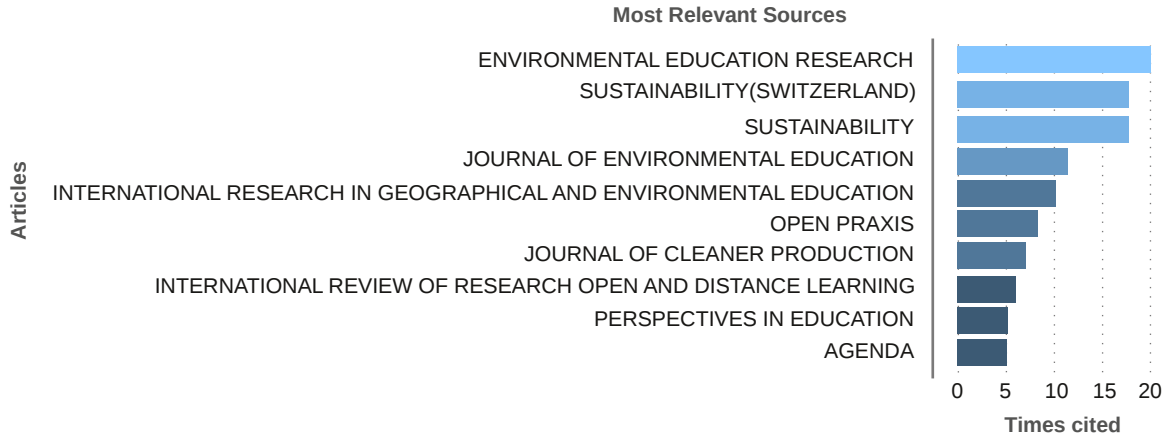 Most Relevant Sources
ENVIRONMENTAL EDUCATION RESEARCH
SUSTAINABILITY(SWITZERLAND)
SUSTAINABILITY
JOURNAL OF ENVIRONMENTAL EDUCATION
INTERNATIONAL RESEARCH IN GEOGRAPHICAL AND ENVIRONMENTAL EDUCATION
OPEN PRAXIS
JOURNAL OF CLEANER PRODUCTION
INTERNATIONAL REVIEW OF RESEARCH OPEN AND DISTANCE LEARNING
PERSPECTIVES IN EDUCATION
AGENDA
Articles
0 5 10 15 20
Times cited